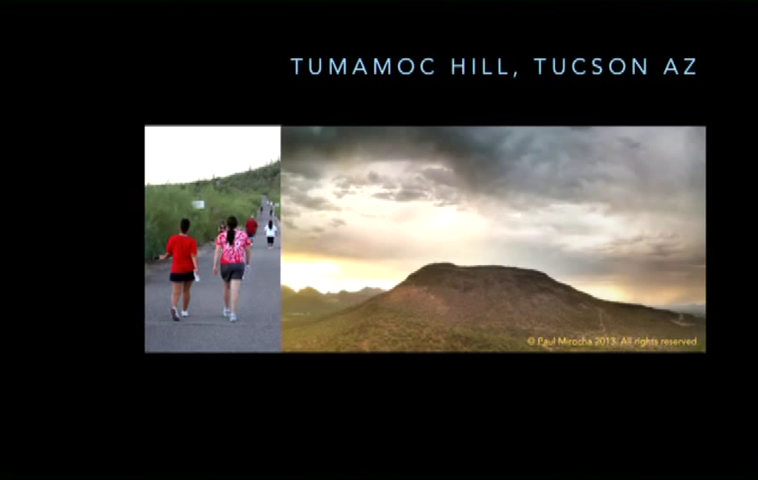 TUMAMOC HILL, TUCSON AZ
© Paul Mirocha 2013. All rights reserved